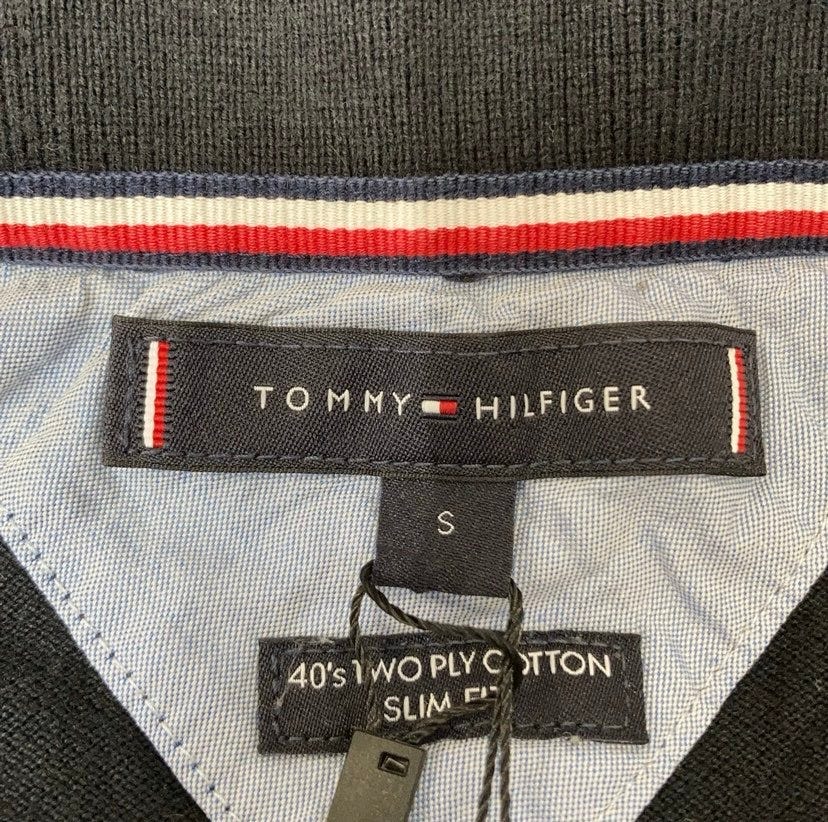 TOMMY HILFIGER
S
40's TWO PLY COTTON
SLIM FIT